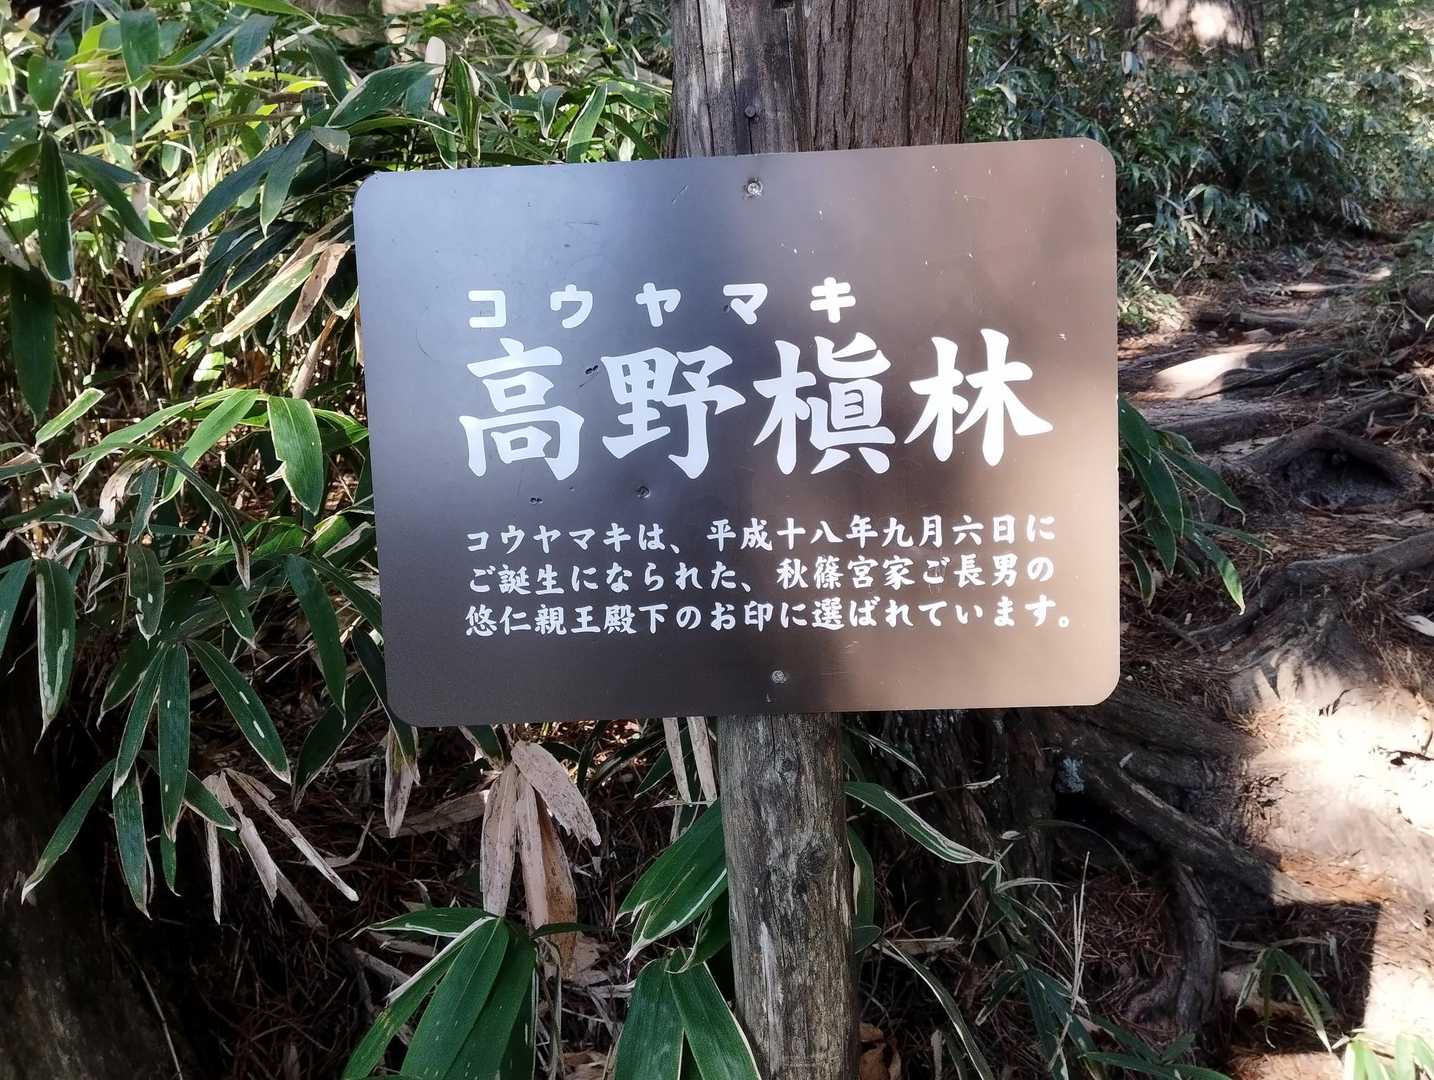 コウヤマキ
高野槇林
コウヤマキは、平成十八年九月六日に
ご誕生になられた、秋篠宮家ご長男の
悠仁親王殿下のお印に選ばれています。